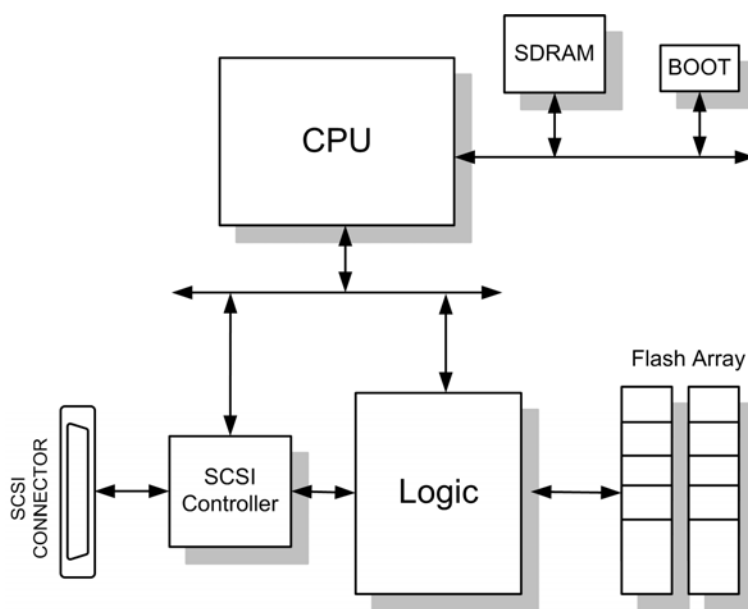 SDRAM
BOOT
CPU
Flash Array
SCSI
CONNECTOR
SCSI
Controller
Logic